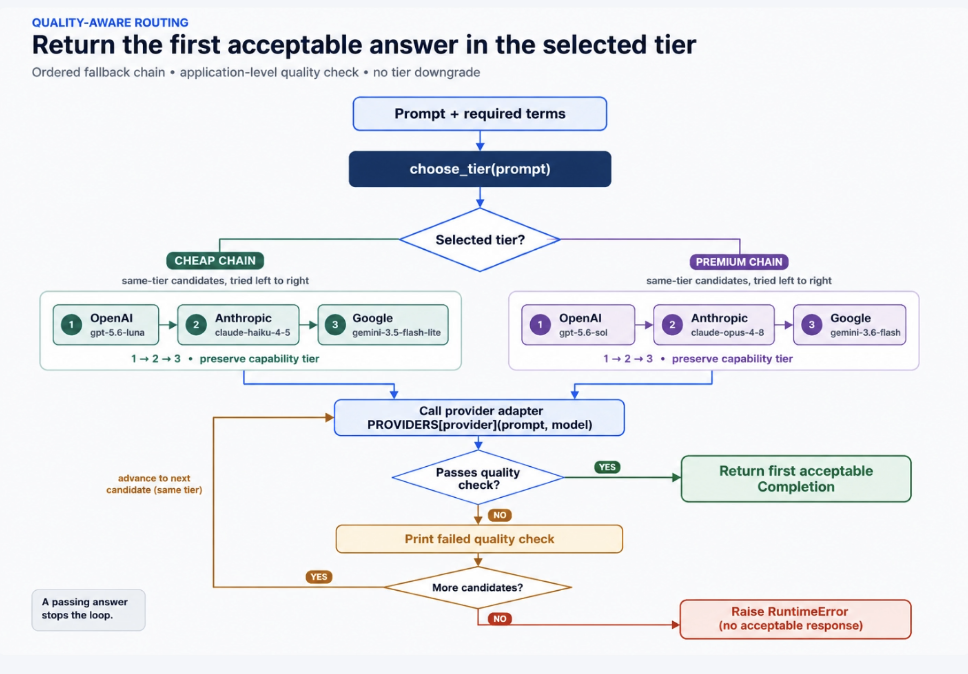 QUALITY-AWARE ROUTING
Return the first acceptable answer in the selected tier
Ordered fallback chain • application-level quality check • no tier downgrade
Prompt + required terms
choose_tier(prompt)
Selected tier?
CHEAP CHAIN
same-tier candidates, tried left to right
1 OpenAI
gpt-5.6-luna
2 Anthropic
claude-haiku-4-5
3 Google
gemini-3.5-flash-lite
1 → 2 → 3 • preserve capability tier
PREMIUM CHAIN
same-tier candidates, tried left to right
1 OpenAI
gpt-5.6-sol
2 Anthropic
claude-opus-4-8
3 Google
gemini-3.6-flash
1 → 2 → 3 • preserve capability tier
Call provider adapter
PROVIDERS[provider](prompt, model)
Passes quality
check?
YES
Return first acceptable
Completion
advance to next
candidate (same tier)
NO
Print failed quality check
YES
More candidates?
A passing answer
stops the loop.
NO
Raise RuntimeError
(no acceptable response)